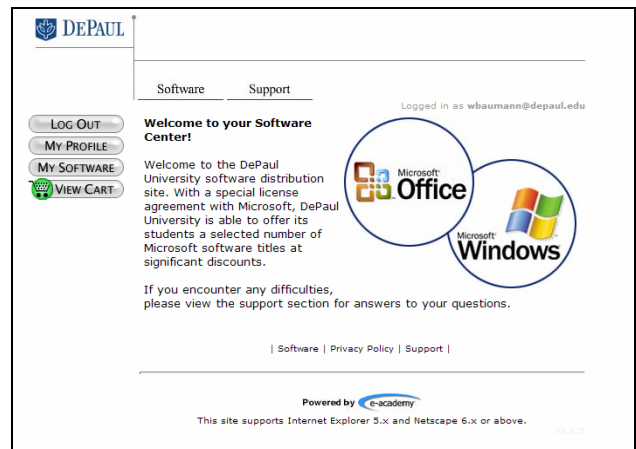 DEPAUL
Software Support
Logged in as wbaumann@depaul.edu
LOG OUT
MY PROFILE
MY SOFTWARE
VIEW CART
Welcome to your Software
Center!
Welcome to the DePaul
University software distribution
site. With a special license
agreement with Microsoft, DePaul
University is able to offer its
students a selected number of
Microsoft software titles at
significant discounts.
If you encounter any difficulties,
please view the support section for answers to your questions.
Microsoft
Office
Microsoft
Windows
| Software | Privacy Policy | Support |
Powered by e-academy
This site supports Internet Explorer 5.x and Netscape 6.x or above.